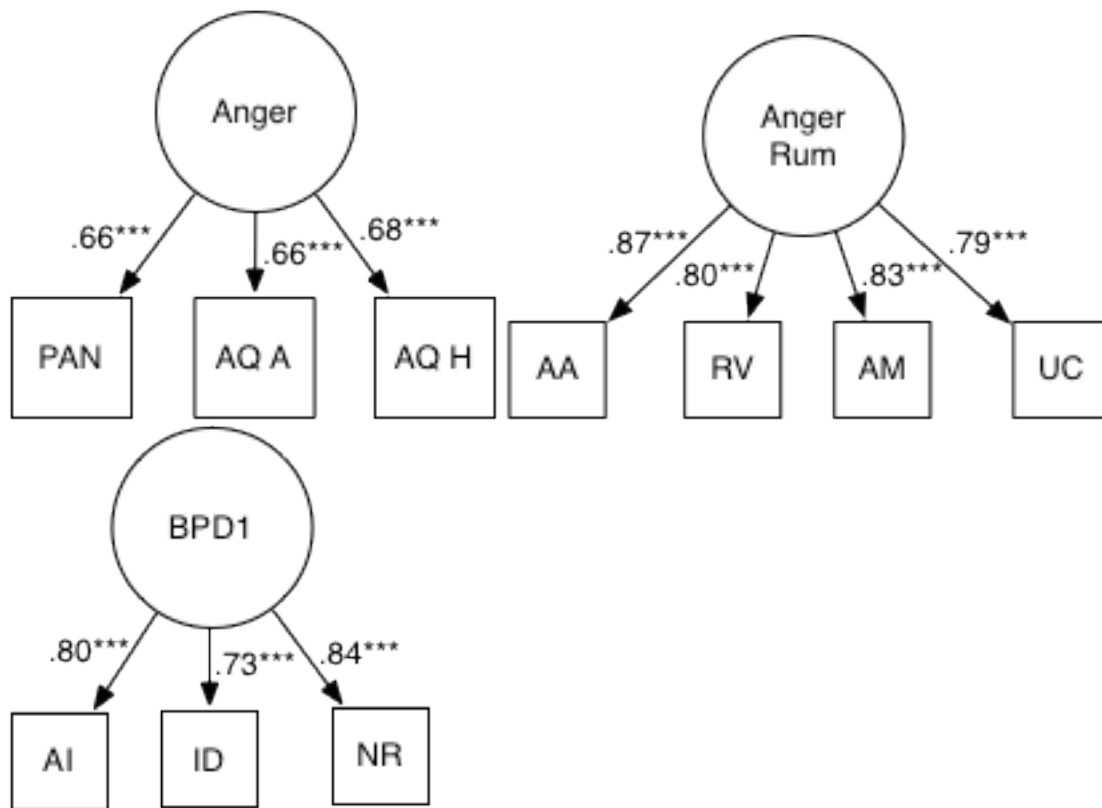 Anger
.66***
.66***
.68***
PAN
AQ A
AQ H
Anger
Rum
.87***
.80***
.83***
.79***
AA
RV
AM
UC
BPD1
.80***
.73***
.84***
AI
ID
NR